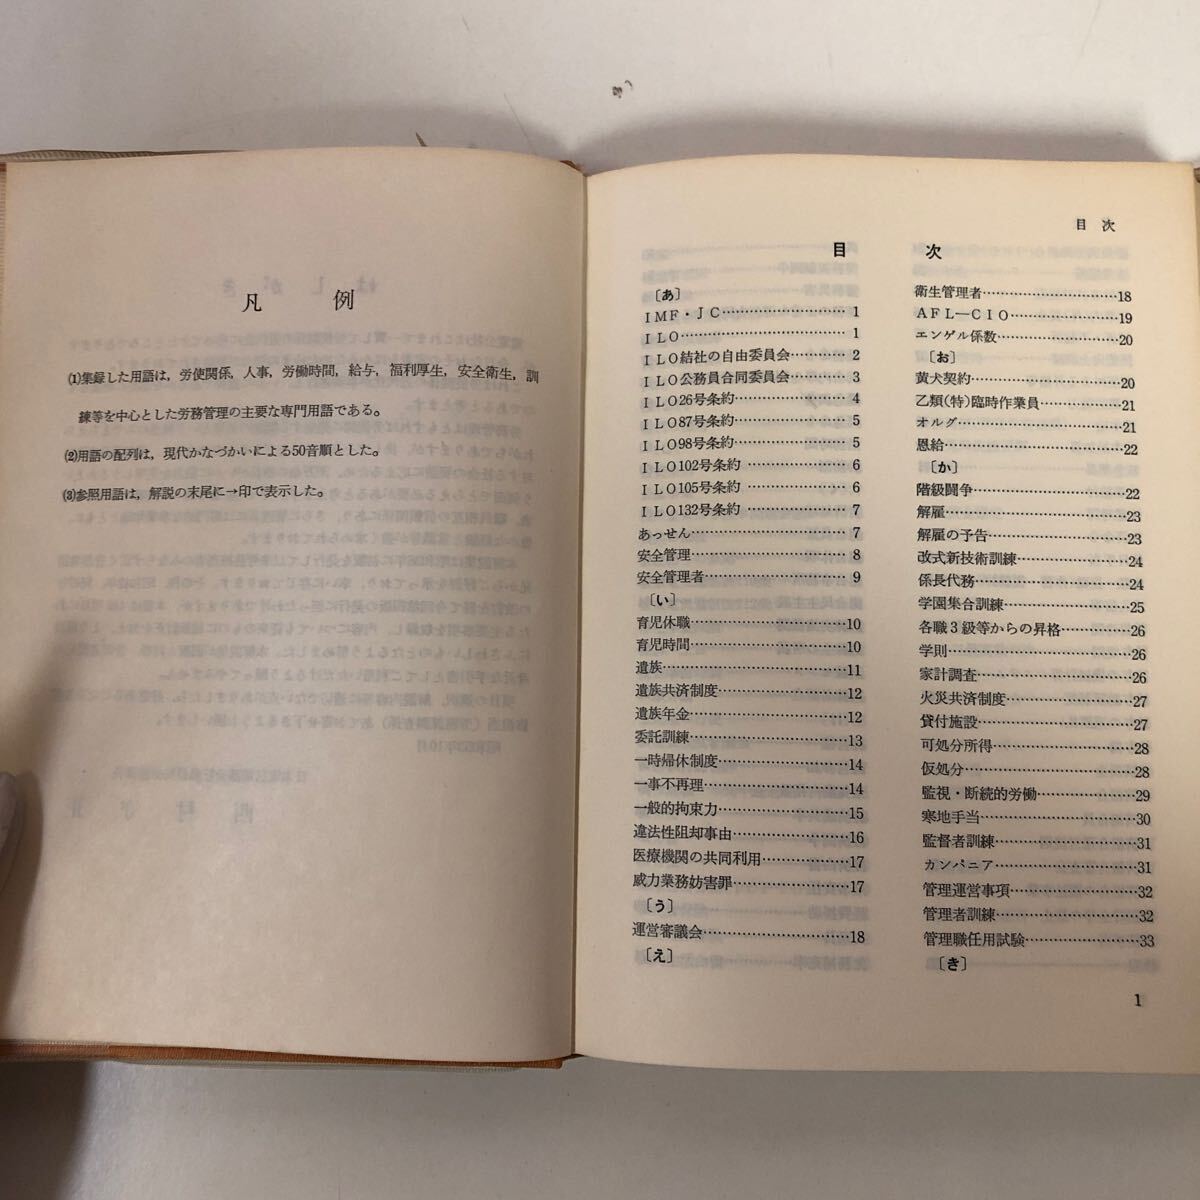 凡例
⑴集録した用語は，労使関係，人事，労働時間，給与，福利厚生，安全衛生，訓
練等を中心とした労務管理の主要な専門用語である。
⑵用語の配列は，現代かなづかいによる50音順とした。
⑶参照用語は，解説の末尾に→印で表示した。
目次
目次
〔あ〕
ＩＭＦ・ＪＣ……………………… 1
ＩＬＯ……………………… 1
ＩＬＯ結社の自由委員会…………… 2
ＩＬＯ公務員合同委員会…………… 3
ＩＬＯ26号条約……………………… 4
ＩＬＯ87号条約……………………… 5
ＩＬＯ98号条約……………………… 5
ＩＬＯ102号条約 …………………… 6
ＩＬＯ105号条約 …………………… 6
ＩＬＯ132号条約 …………………… 7
あっせん……………………… 7
安全管理……………………… 8
安全管理者……………………… 9
〔い〕
育児休職………………………10
育児時間………………………10
遺族………………………11
遺族共済制度………………………12
遺族年金………………………12
委託訓練………………………13
一時帰休制度………………………14
一事不再理………………………14
一般的拘束力………………………15
違法性阻却事由……………………16
医療機関の共同利用………………17
威力業務妨害罪……………………17
〔う〕
運営審議会………………………18
〔え〕
衛生管理者………………………18
ＡＦＬ—ＣＩＯ……………………19
エンゲル係数………………………20
〔お〕
黄犬契約………………………20
乙類(特)臨時作業員………………21
オルグ………………………21
恩給………………………22
〔か〕
階級闘争………………………22
解雇………………………23
解雇の予告………………………23
改式新技術訓練……………………24
係長代務………………………24
学園集合訓練………………………25
各職３級等からの昇格……………26
学則………………………26
家計調査………………………26
火災共済制度………………………27
貸付施設………………………27
可処分所得………………………28
仮処分………………………28
監視・断続的労働…………………29
寒地手当………………………30
監督者訓練………………………31
カンパニア………………………31
管理運営事項………………………32
管理者訓練………………………32
管理職任用試験……………………33
〔き〕
1